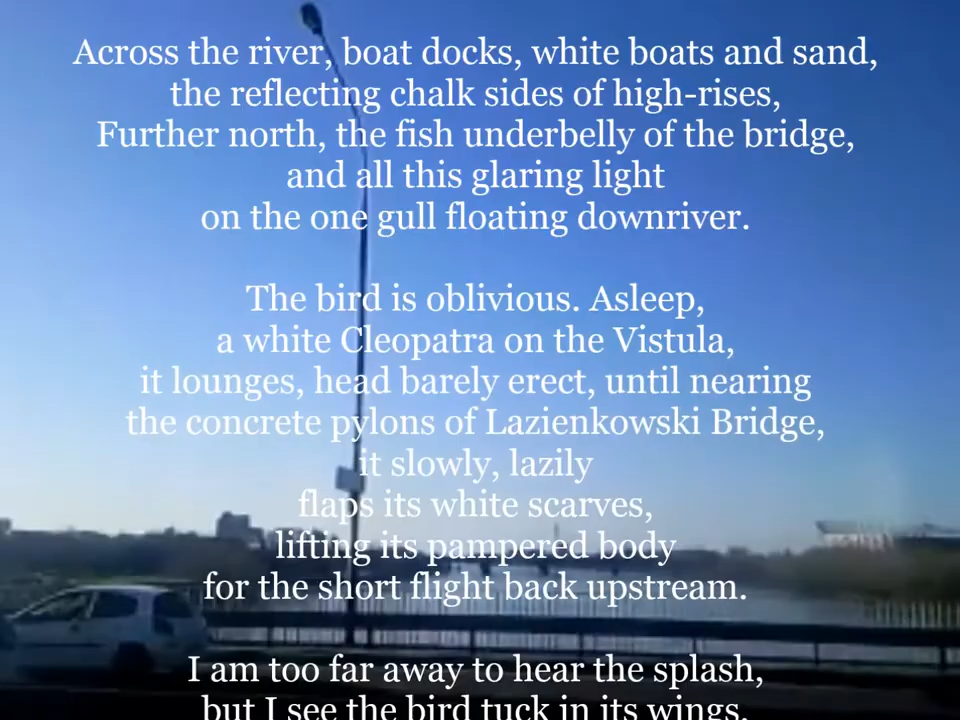 Across the river, boat docks, white boats and sand,
the reflecting chalk sides of high-rises,
Further north, the fish underbelly of the bridge,
and all this glaring light
on the one gull floating downriver.
The bird is oblivious. Asleep,
a white Cleopatra on the Vistula,
it lounges, head barely erect, until nearing
the concrete pylons of Lazienkowski Bridge,
it slowly, lazily
flaps its white scarves,
lifting its pampered body
for the short flight back upstream.
I am too far away to hear the splash,
but I see the bird tuck in its wings.